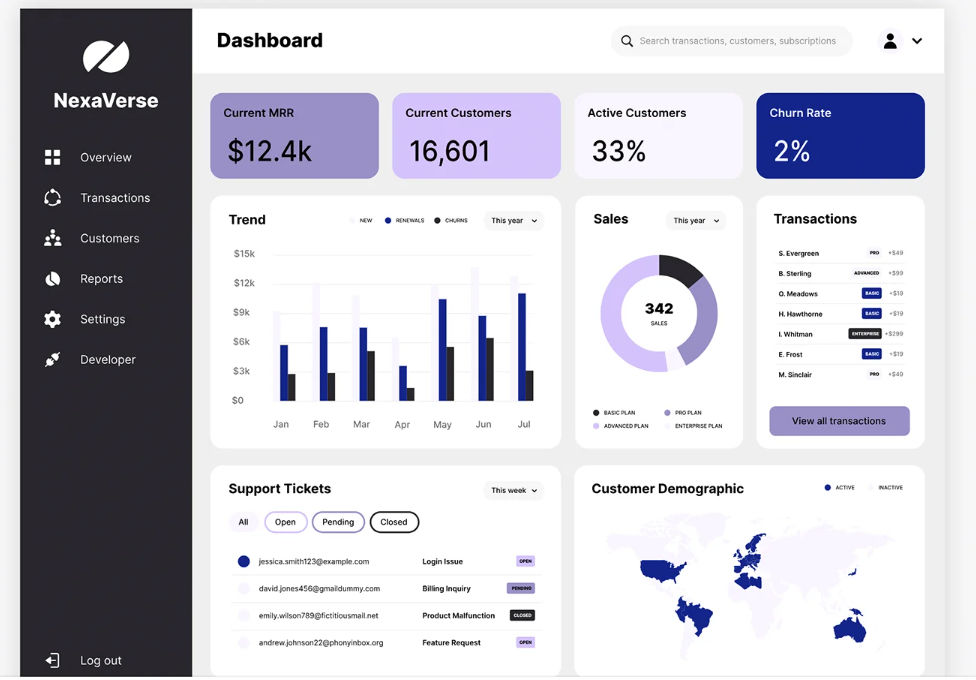 NexaVerse
Overview
Transactions
Customers
Reports
Settings
Developer
Log out
Dashboard
Search transactions, customers, subscriptions
Current MRR
$12.4k
Current Customers
16,601
Active Customers
33%
Churn Rate
2%
Trend
NEW RENEWALS CHURNS
This year
$15k
$12k
$9k
$6k
$3k
$0
Jan Feb Mar Apr May Jun Jul
Sales
This year
342
SALES
BASIC PLAN PRO PLAN
ADVANCED PLAN ENTERPRISE PLAN
Transactions
S. Evergreen PRO +$49
B. Sterling ADVANCED +$99
O. Meadows BASIC +$19
H. Hawthorne BASIC +$19
I. Whitman ENTERPRISE +$299
E. Frost BASIC +$19
M. Sinclair PRO +$49
View all transactions
Support Tickets
This week
All Open Pending Closed
jessica.smith123@example.com Login Issue OPEN
david.jones456@gmaildummy.com Billing Inquiry PENDING
emily.wilson789@fictitiousmail.net Product Malfunction CLOSED
andrew.johnson22@phonyinbox.org Feature Request OPEN
Customer Demographic
ACTIVE INACTIVE